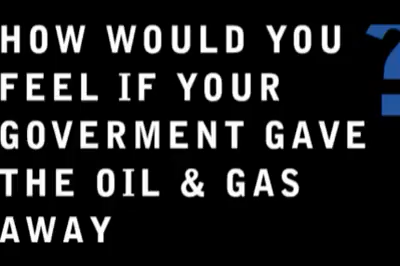 HOW WOULD YOU
FEEL IF YOUR
GOVERMENT GAVE
THE OIL & GAS
AWAY
?